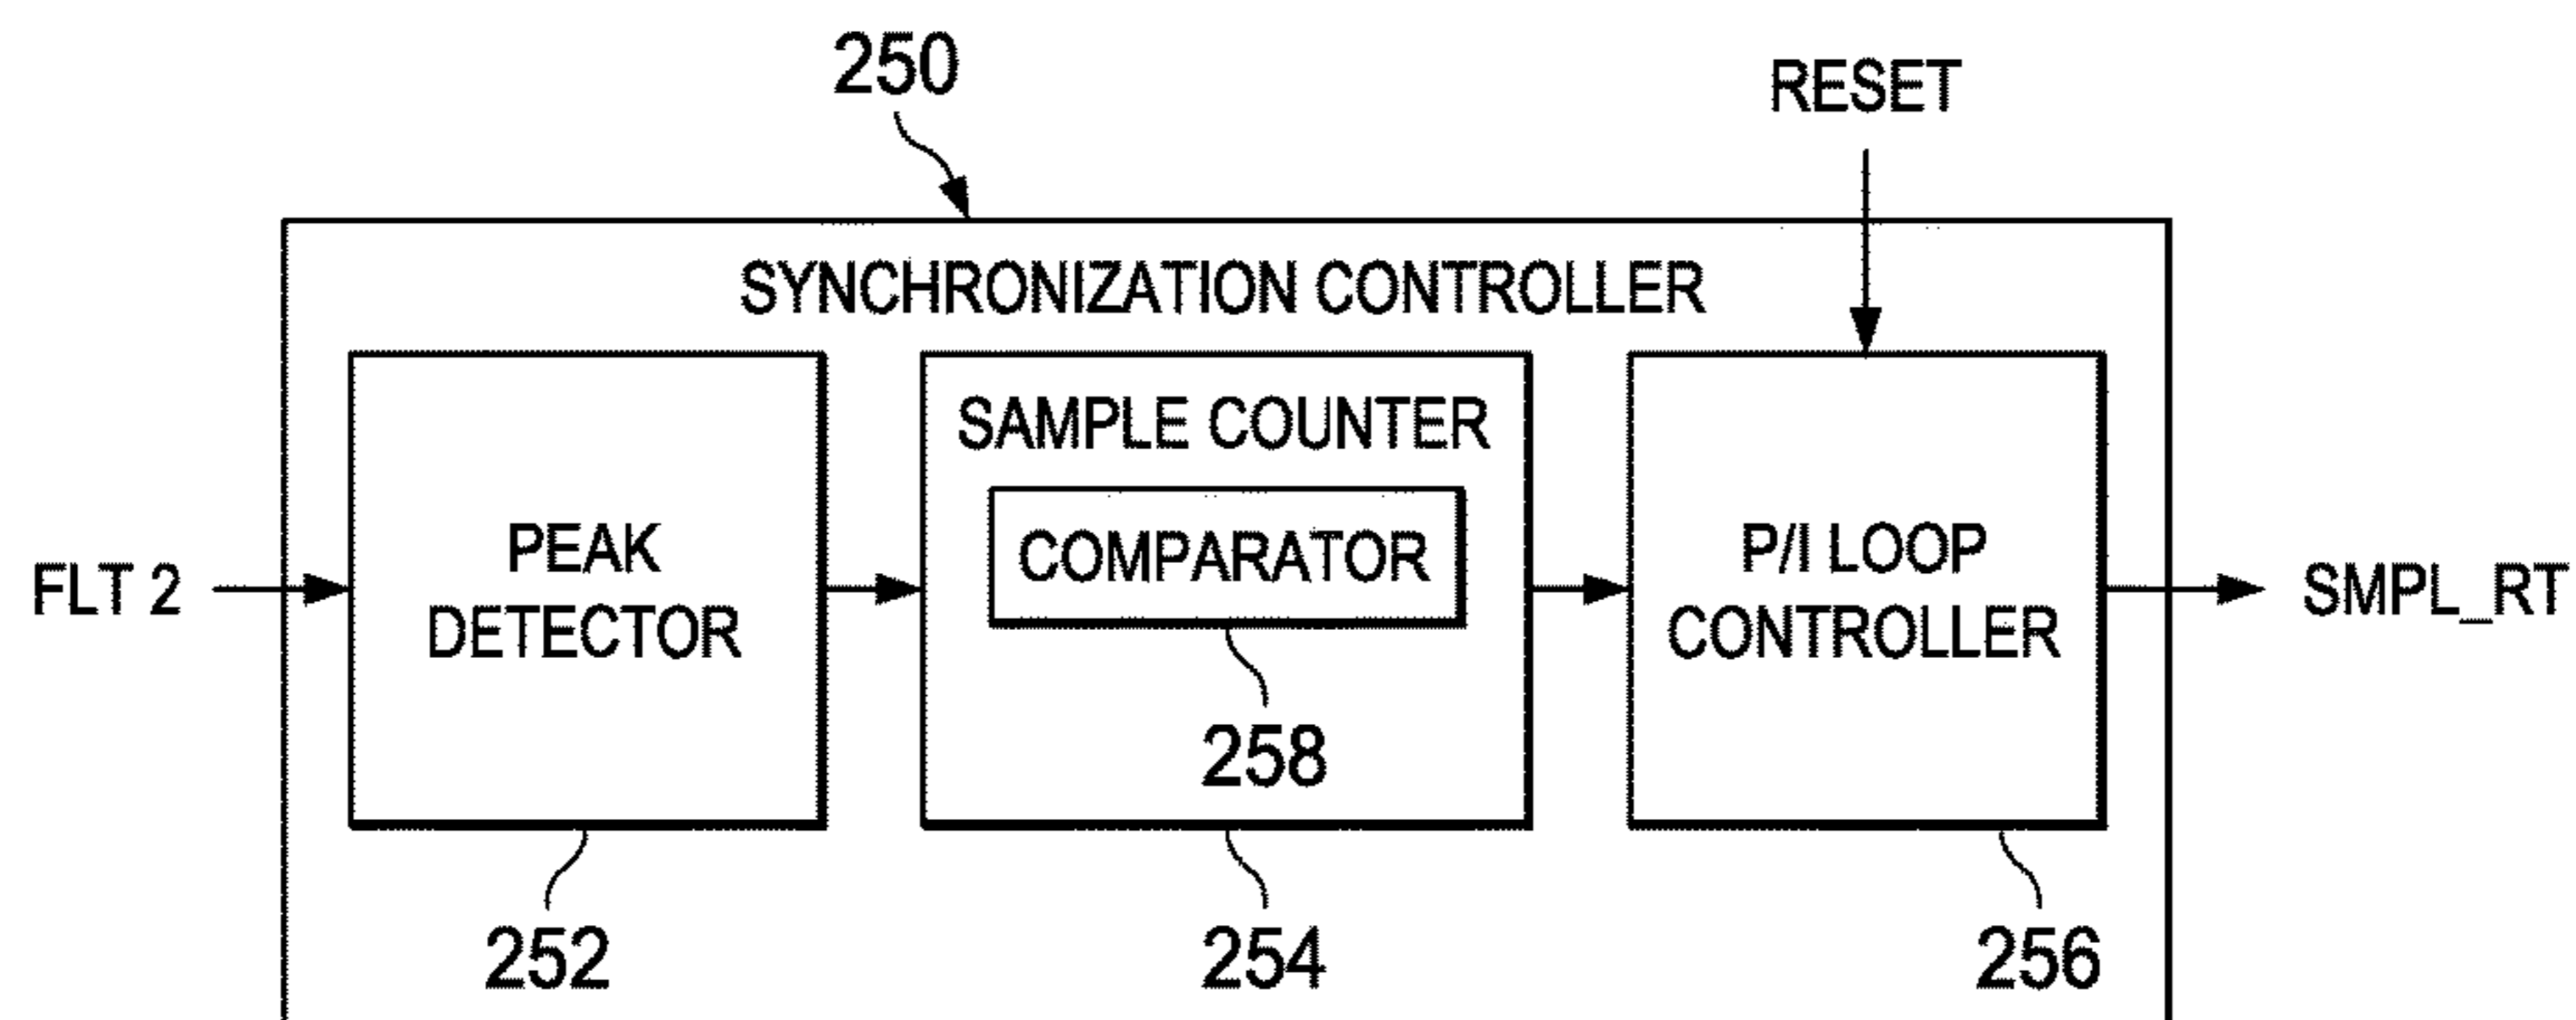 250
RESET
SYNCHRONIZATION CONTROLLER
SAMPLE COUNTER
COMPARATOR
PEAK
DETECTOR
P/I LOOP
CONTROLLER
FLT 2
SMPL_RT
258
252
254
256